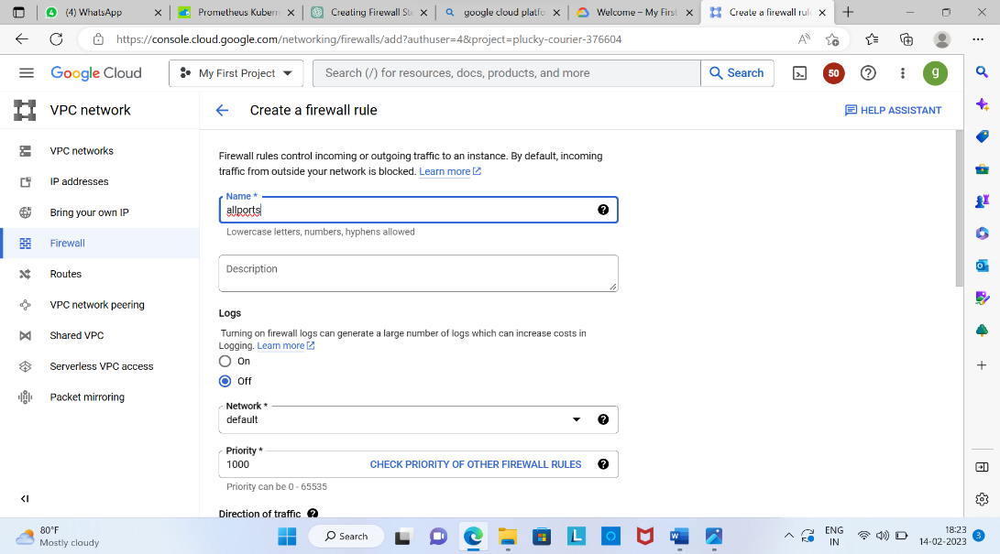 (4) WhatsApp
Prometheus Kubern
Creating Firewall St
google cloud platfo
Welcome – My First
Create a firewall rule
https://console.cloud.google.com/networking/firewalls/add?authuser=4&project=plucky-courier-376604
Google Cloud
My First Project
Search (/) for resources, docs, products, and more
Search
50
g
VPC network
Create a firewall rule
HELP ASSISTANT
VPC networks
IP addresses
Bring your own IP
Firewall
Routes
VPC network peering
Shared VPC
Serverless VPC access
Packet mirroring
Firewall rules control incoming or outgoing traffic to an instance. By default, incoming
traffic from outside your network is blocked. Learn more
Name *
allports
Lowercase letters, numbers, hyphens allowed
Description
Logs
Turning on firewall logs can generate a large number of logs which can increase costs in
Logging. Learn more
On
Off
Network *
default
Priority *
1000
CHECK PRIORITY OF OTHER FIREWALL RULES
Priority can be 0 - 65535
Direction of traffic
80°F
Mostly cloudy
Search
ENG
IN
18:23
14-02-2023
3